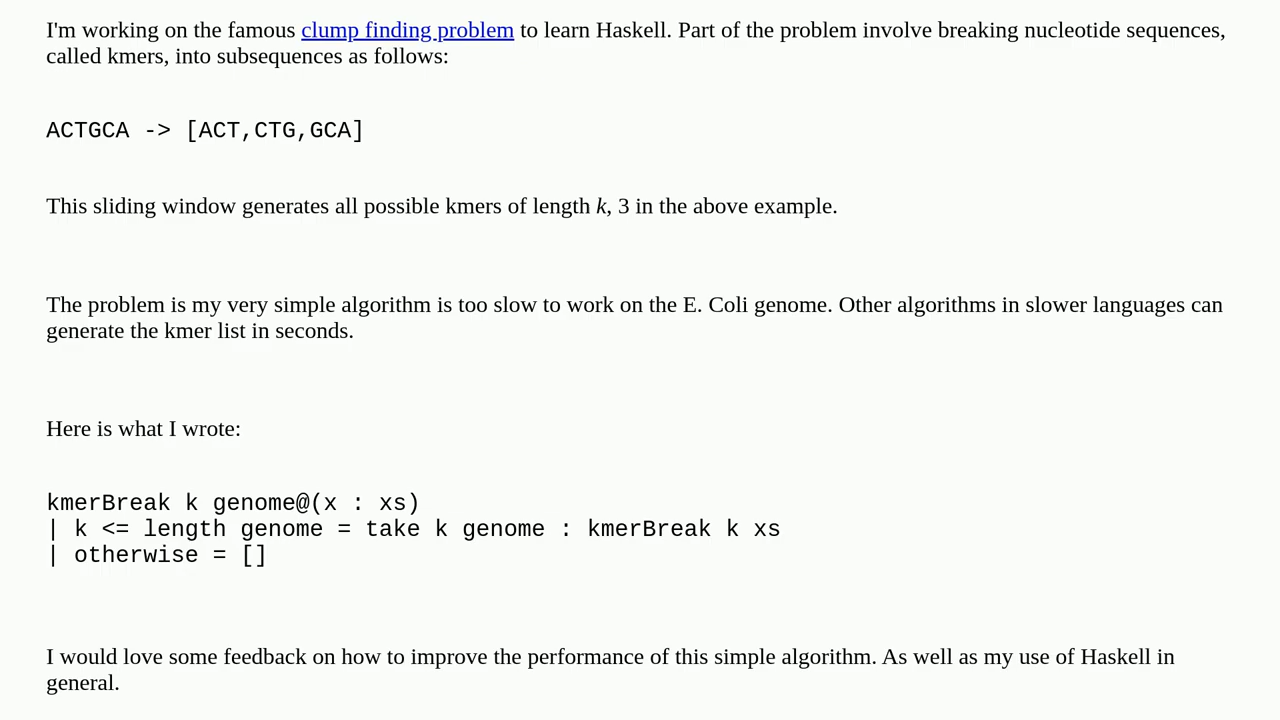 I'm working on the famous clump finding problem to learn Haskell. Part of the problem involve breaking nucleotide sequences,
called kmers, into subsequences as follows:
ACTGCA -> [ACT,CTG,GCA]
This sliding window generates all possible kmers of length k, 3 in the above example.
The problem is my very simple algorithm is too slow to work on the E. Coli genome. Other algorithms in slower languages can
generate the kmer list in seconds.
Here is what I wrote:
kmerBreak k genome@(x : xs)
| k <= length genome = take k genome : kmerBreak k xs
| otherwise = []
I would love some feedback on how to improve the performance of this simple algorithm. As well as my use of Haskell in
general.